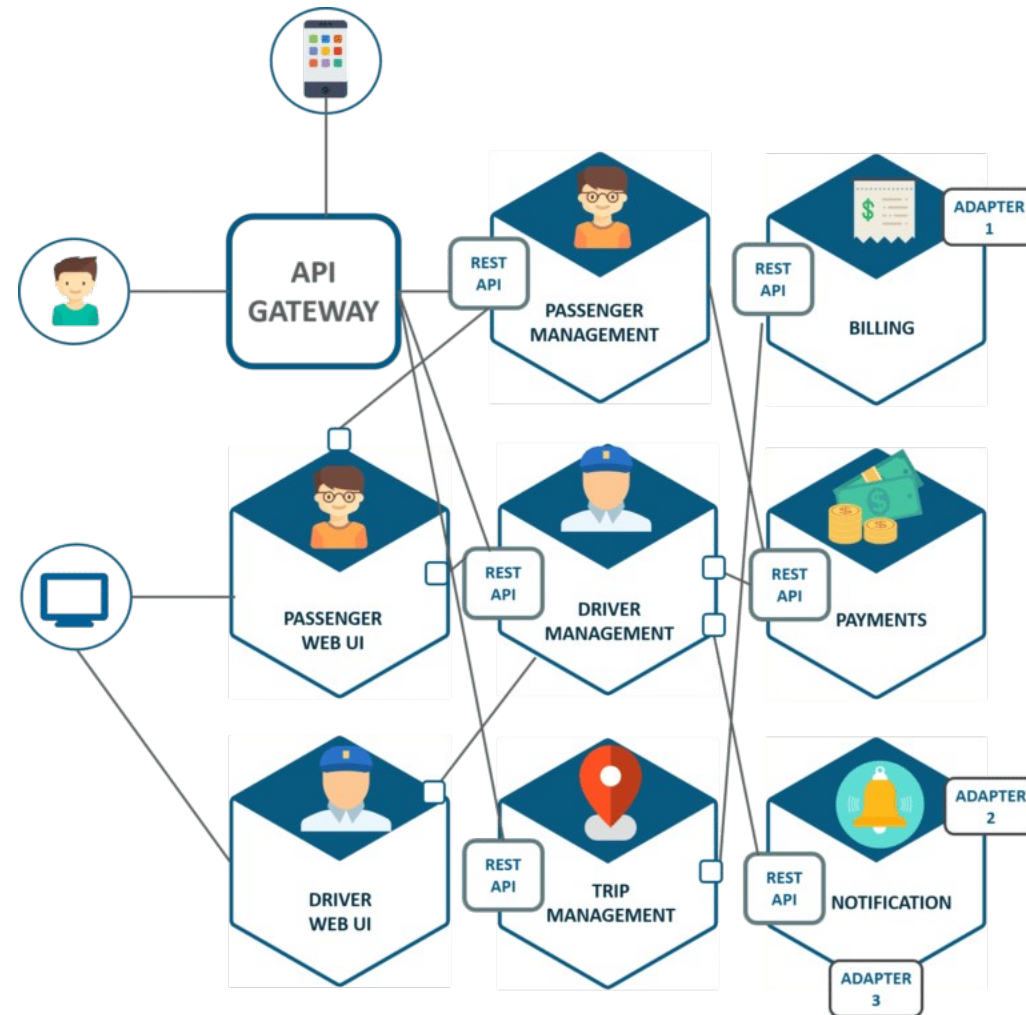 API
GATEWAY
REST
API
PASSENGER
MANAGEMENT
REST
API
BILLING
ADAPTER
1
PASSENGER
WEB UI
REST
API
DRIVER
MANAGEMENT
REST
API
PAYMENTS
DRIVER
WEB UI
REST
API
TRIP
MANAGEMENT
REST
API
NOTIFICATION
ADAPTER
2
ADAPTER
3